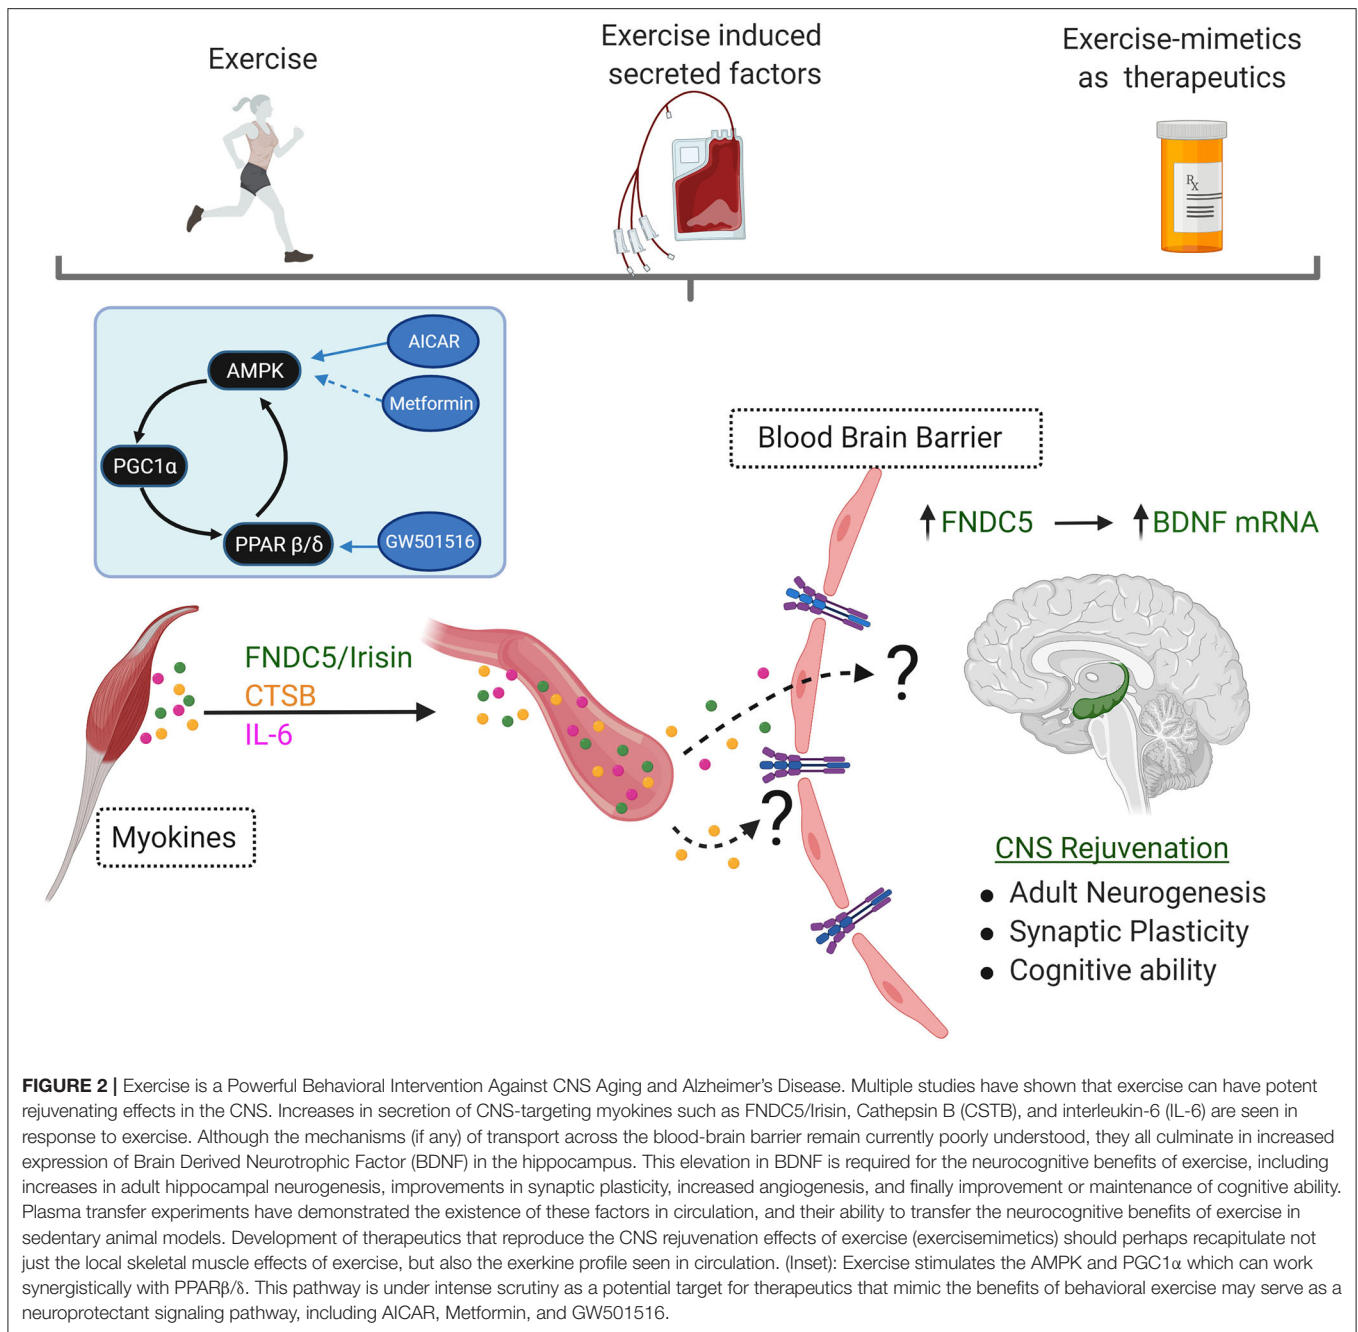 Exercise
Exercise induced
secreted factors
Exercise-mimetics
as therapeutics
Rx
AICAR
AMPK
Metformin
PGC1α
PPAR β/δ
GW501516
Blood Brain Barrier
FNDC5
BDNF mRNA
FNDC5/Irisin
CTSB
IL-6
?
?
Myokines
CNS Rejuvenation
● Adult Neurogenesis
● Synaptic Plasticity
● Cognitive ability
FIGURE 2 | Exercise is a Powerful Behavioral Intervention Against CNS Aging and Alzheimer's Disease. Multiple studies have shown that exercise can have potent
rejuvenating effects in the CNS. Increases in secretion of CNS-targeting myokines such as FNDC5/Irisin, Cathepsin B (CSTB), and interleukin-6 (IL-6) are seen in
response to exercise. Although the mechanisms (if any) of transport across the blood-brain barrier remain currently poorly understood, they all culminate in increased
expression of Brain Derived Neurotrophic Factor (BDNF) in the hippocampus. This elevation in BDNF is required for the neurocognitive benefits of exercise, including
increases in adult hippocampal neurogenesis, improvements in synaptic plasticity, increased angiogenesis, and finally improvement or maintenance of cognitive ability.
Plasma transfer experiments have demonstrated the existence of these factors in circulation, and their ability to transfer the neurocognitive benefits of exercise in
sedentary animal models. Development of therapeutics that reproduce the CNS rejuvenation effects of exercise (exercisemimetics) should perhaps recapitulate not
just the local skeletal muscle effects of exercise, but also the exerkine profile seen in circulation. (Inset): Exercise stimulates the AMPK and PGC1α which can work
synergistically with PPARβ/δ. This pathway is under intense scrutiny as a potential target for therapeutics that mimic the benefits of behavioral exercise may serve as a
neuroprotectant signaling pathway, including AICAR, Metformin, and GW501516.